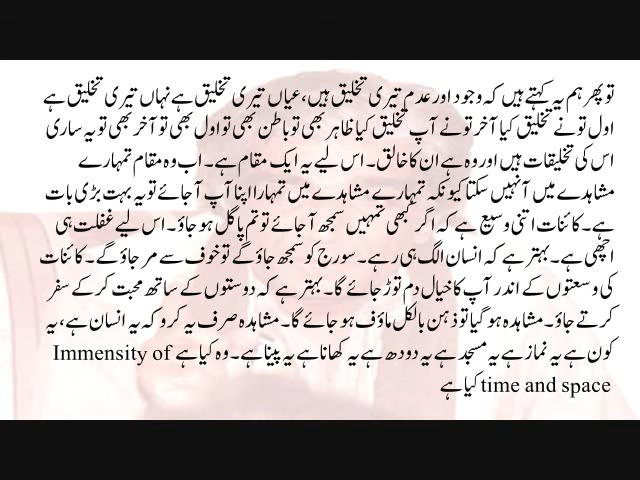 تو پھر ہم یہ کہتے ہیں کہ وجود اور عدم تیری تخلیق ہیں، عیاں تیری تخلیق ہے نہاں تیری تخلیق ہے
اول تو نے تخلیق کیا آخر تو نے آپ تخلیق کیا ظاہر بھی تو باطن بھی تو اول بھی تو آخر بھی تو یہ ساری
اس کی تخلیقات ہیں اور وہ ہے ان کا خالق۔ اس لیے یہ ایک مقام ہے۔ اب وہ مقام تمہارے
مشاہدے میں آ نہیں سکتا کیونکہ تمہارے مشاہدے میں تمہارا اپنا آپ آ جائے تو یہ بہت بڑی بات
ہے۔ کائنات اتنی وسیع ہے کہ اگر کبھی تمہیں سمجھ آ جائے تو تم پاگل ہو جاؤ۔ اس لیے غفلت ہی
اچھی ہے۔ بہتر ہے کہ انسان الگ ہی رہے۔ سورج کو سمجھ جاؤ گے تو خوف سے مر جاؤ گے۔ کائنات
کی وسعتوں کے اندر آپ کا خیال دم توڑ جائے گا۔ بہتر ہے کہ دوستوں کے ساتھ محبت کر کے سفر
کرتے جاؤ۔ مشاہدہ ہو گیا تو ذہن بالکل ماؤف ہو جائے گا۔ مشاہدہ صرف یہ کرو کہ یہ انسان ہے، یہ
کون ہے یہ نماز ہے یہ مسجد ہے یہ دودھ ہے یہ کھانا ہے یہ پینا ہے۔ وہ کیا ہے Immensity of
time and space کیا ہے